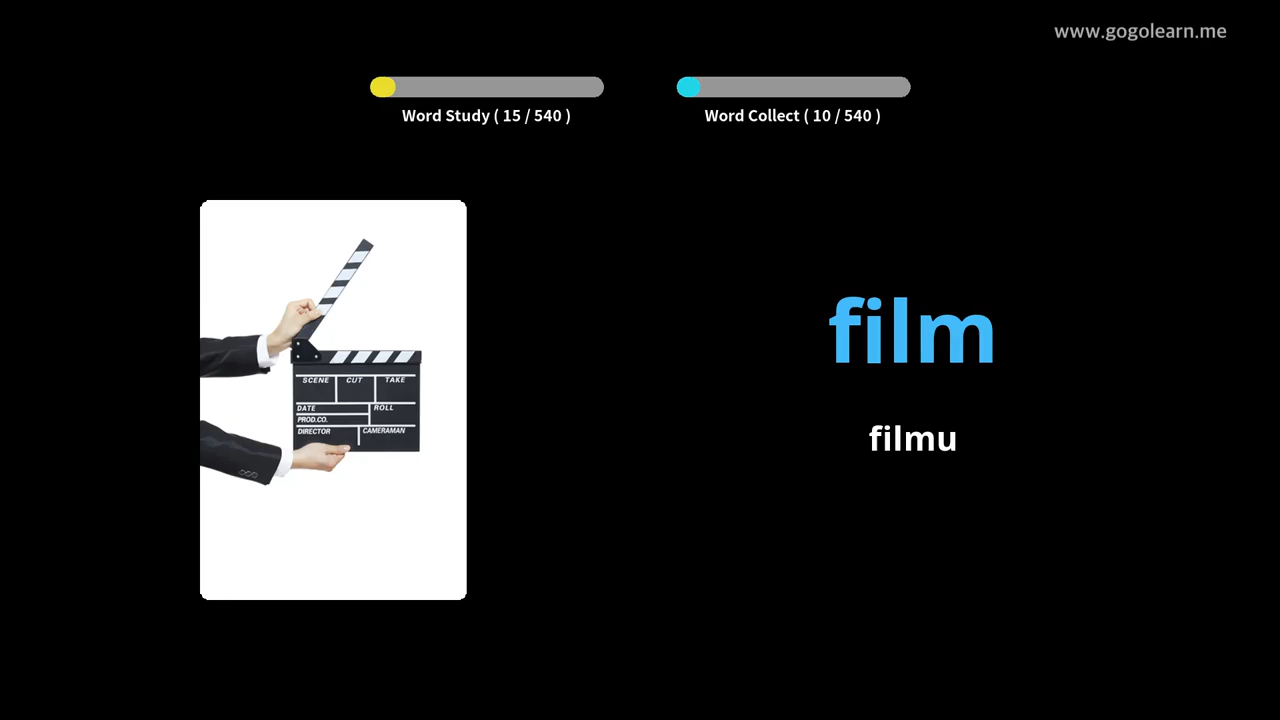 www.gogolearn.me
Word Study ( 15 / 540 )
Word Collect ( 10 / 540 )
SCENE CUT TAKE
DATE ROLL
PROD.CO.
DIRECTOR CAMERAMAN
film
filmu